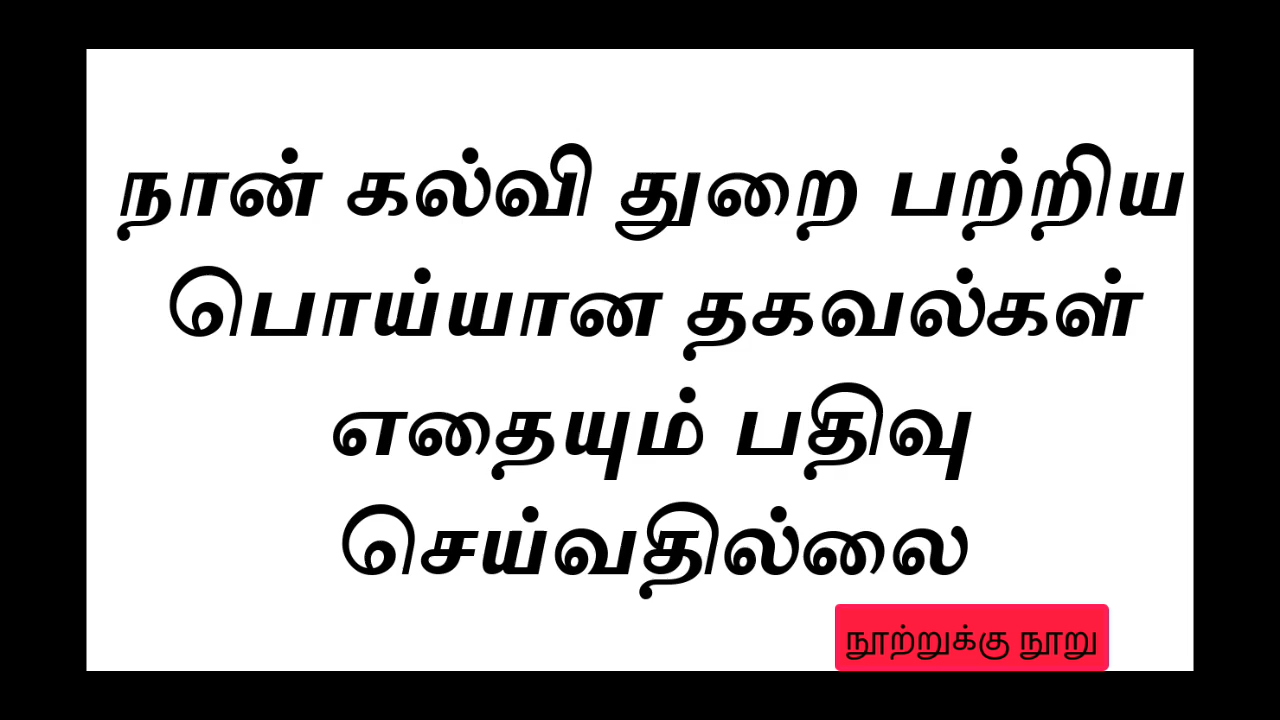 நான் கல்வி துறை பற்றிய
பொய்யான தகவல்கள்
எதையும் பதிவு
செய்வதில்லை
நூற்றுக்கு நூறு